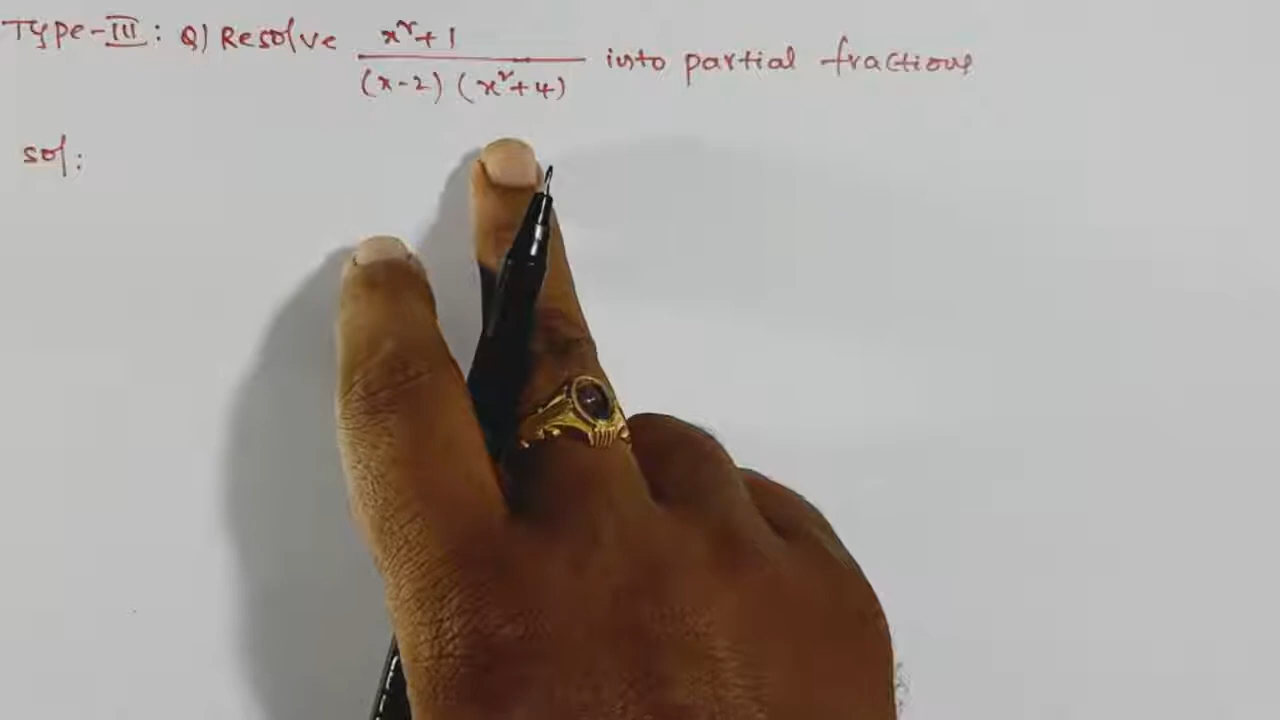 Type-III: Q) Resolve x²+1 / (x-2) (x²+4) into partial fractions
Sol: